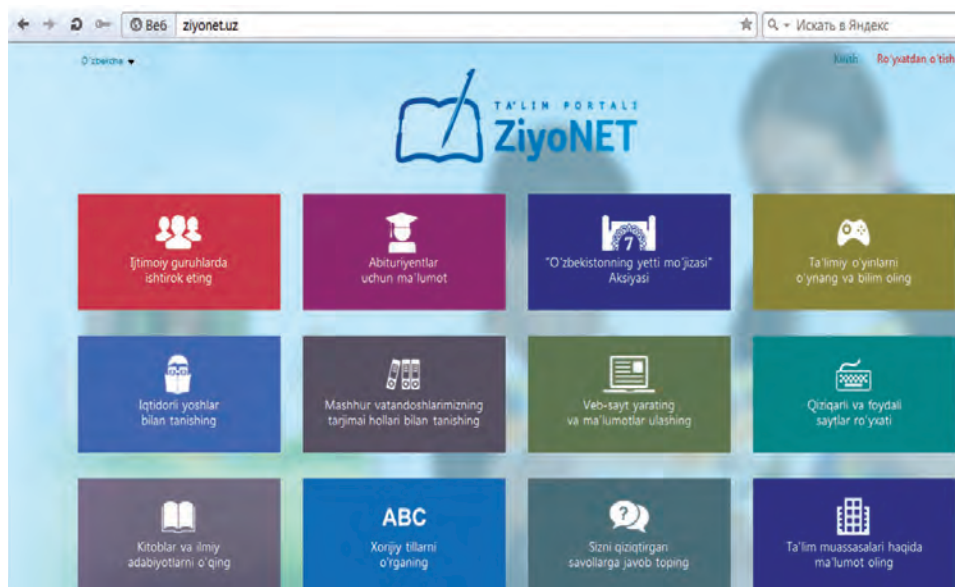 Веб ziyonet.uz Искать в Яндекс
O'zbekcha Kirish Ro'yxatdan o'tish
TA'LIM PORTALI
ZiyoNET
Ijtimoiy guruhlarda
ishtirok eting
Abituriyentlar
uchun ma'lumot
7
"O'zbekistonning yetti mo'jizasi"
Aksiyasi
Ta'limiy o'yinlarni
o'ynang va bilim oling
Iqtidorli yoshlar
bilan tanishing
Mashhur vatandoshlarimizning
tarjimai hollari bilan tanishing
Veb-sayt yarating
va ma'lumotlar ulashing
Qiziqarli va foydali
saytlar ro'yxati
Kitoblar va ilmiy
adabiyotlarni o'qing
ABC
Xorijiy tillarni
o'rganing
?
Sizni qiziqtirgan
savollarga javob toping
Ta'lim muassasalari haqida
ma'lumot oling